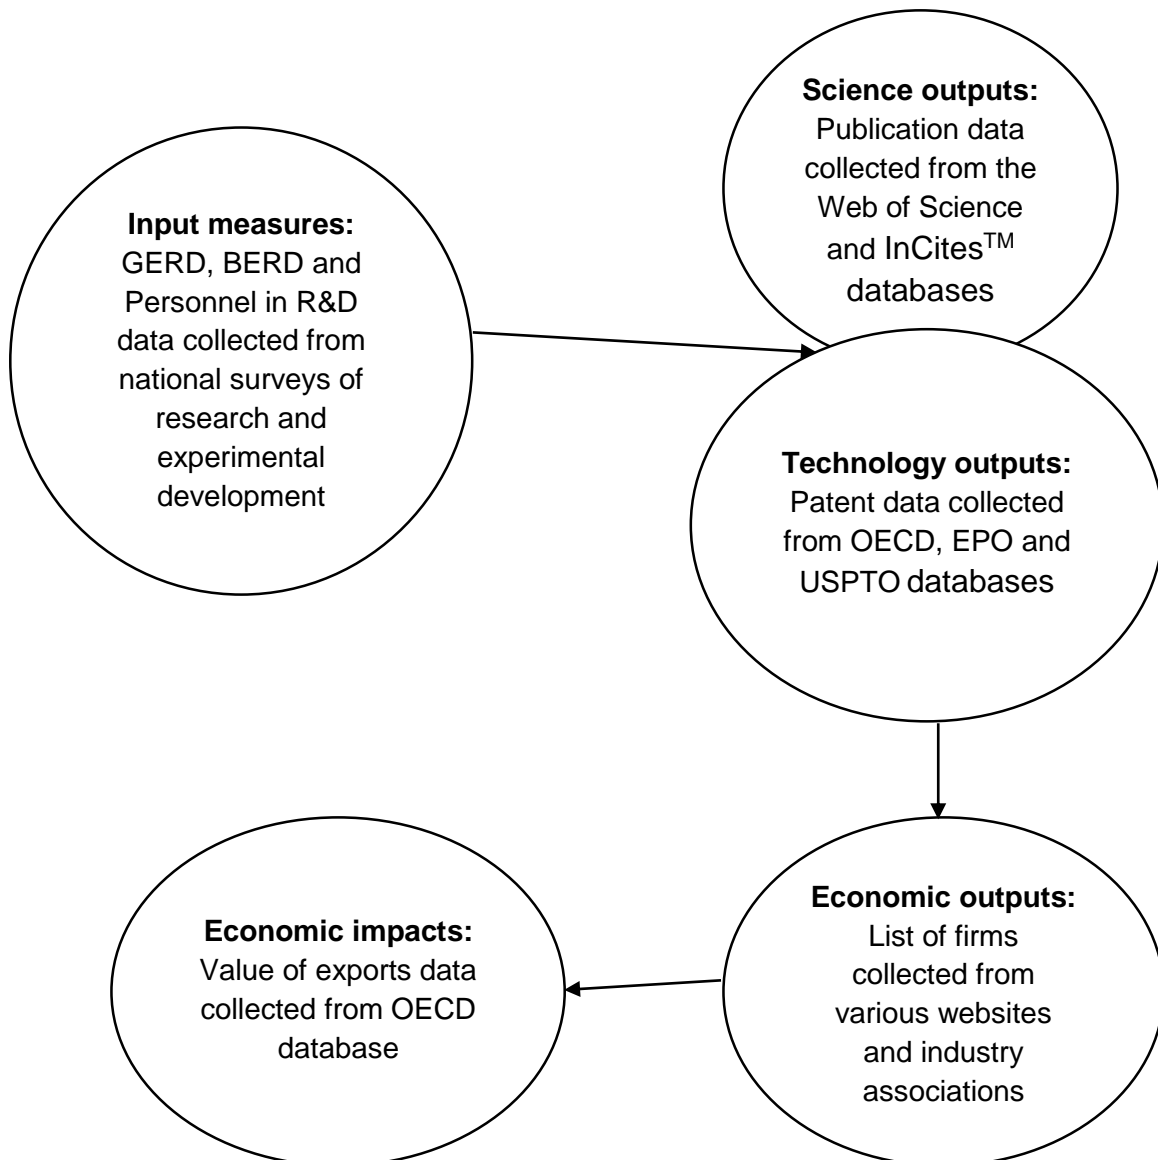 Input measures:
GERD, BERD and
Personnel in R&D
data collected from
national surveys of
research and
experimental
development
Science outputs:
Publication data
collected from the
Web of Science
and InCites™
databases
Technology outputs:
Patent data collected
from OECD, EPO and
USPTO databases
Economic outputs:
List of firms
collected from
various websites
and industry
associations
Economic impacts:
Value of exports data
collected from OECD
database